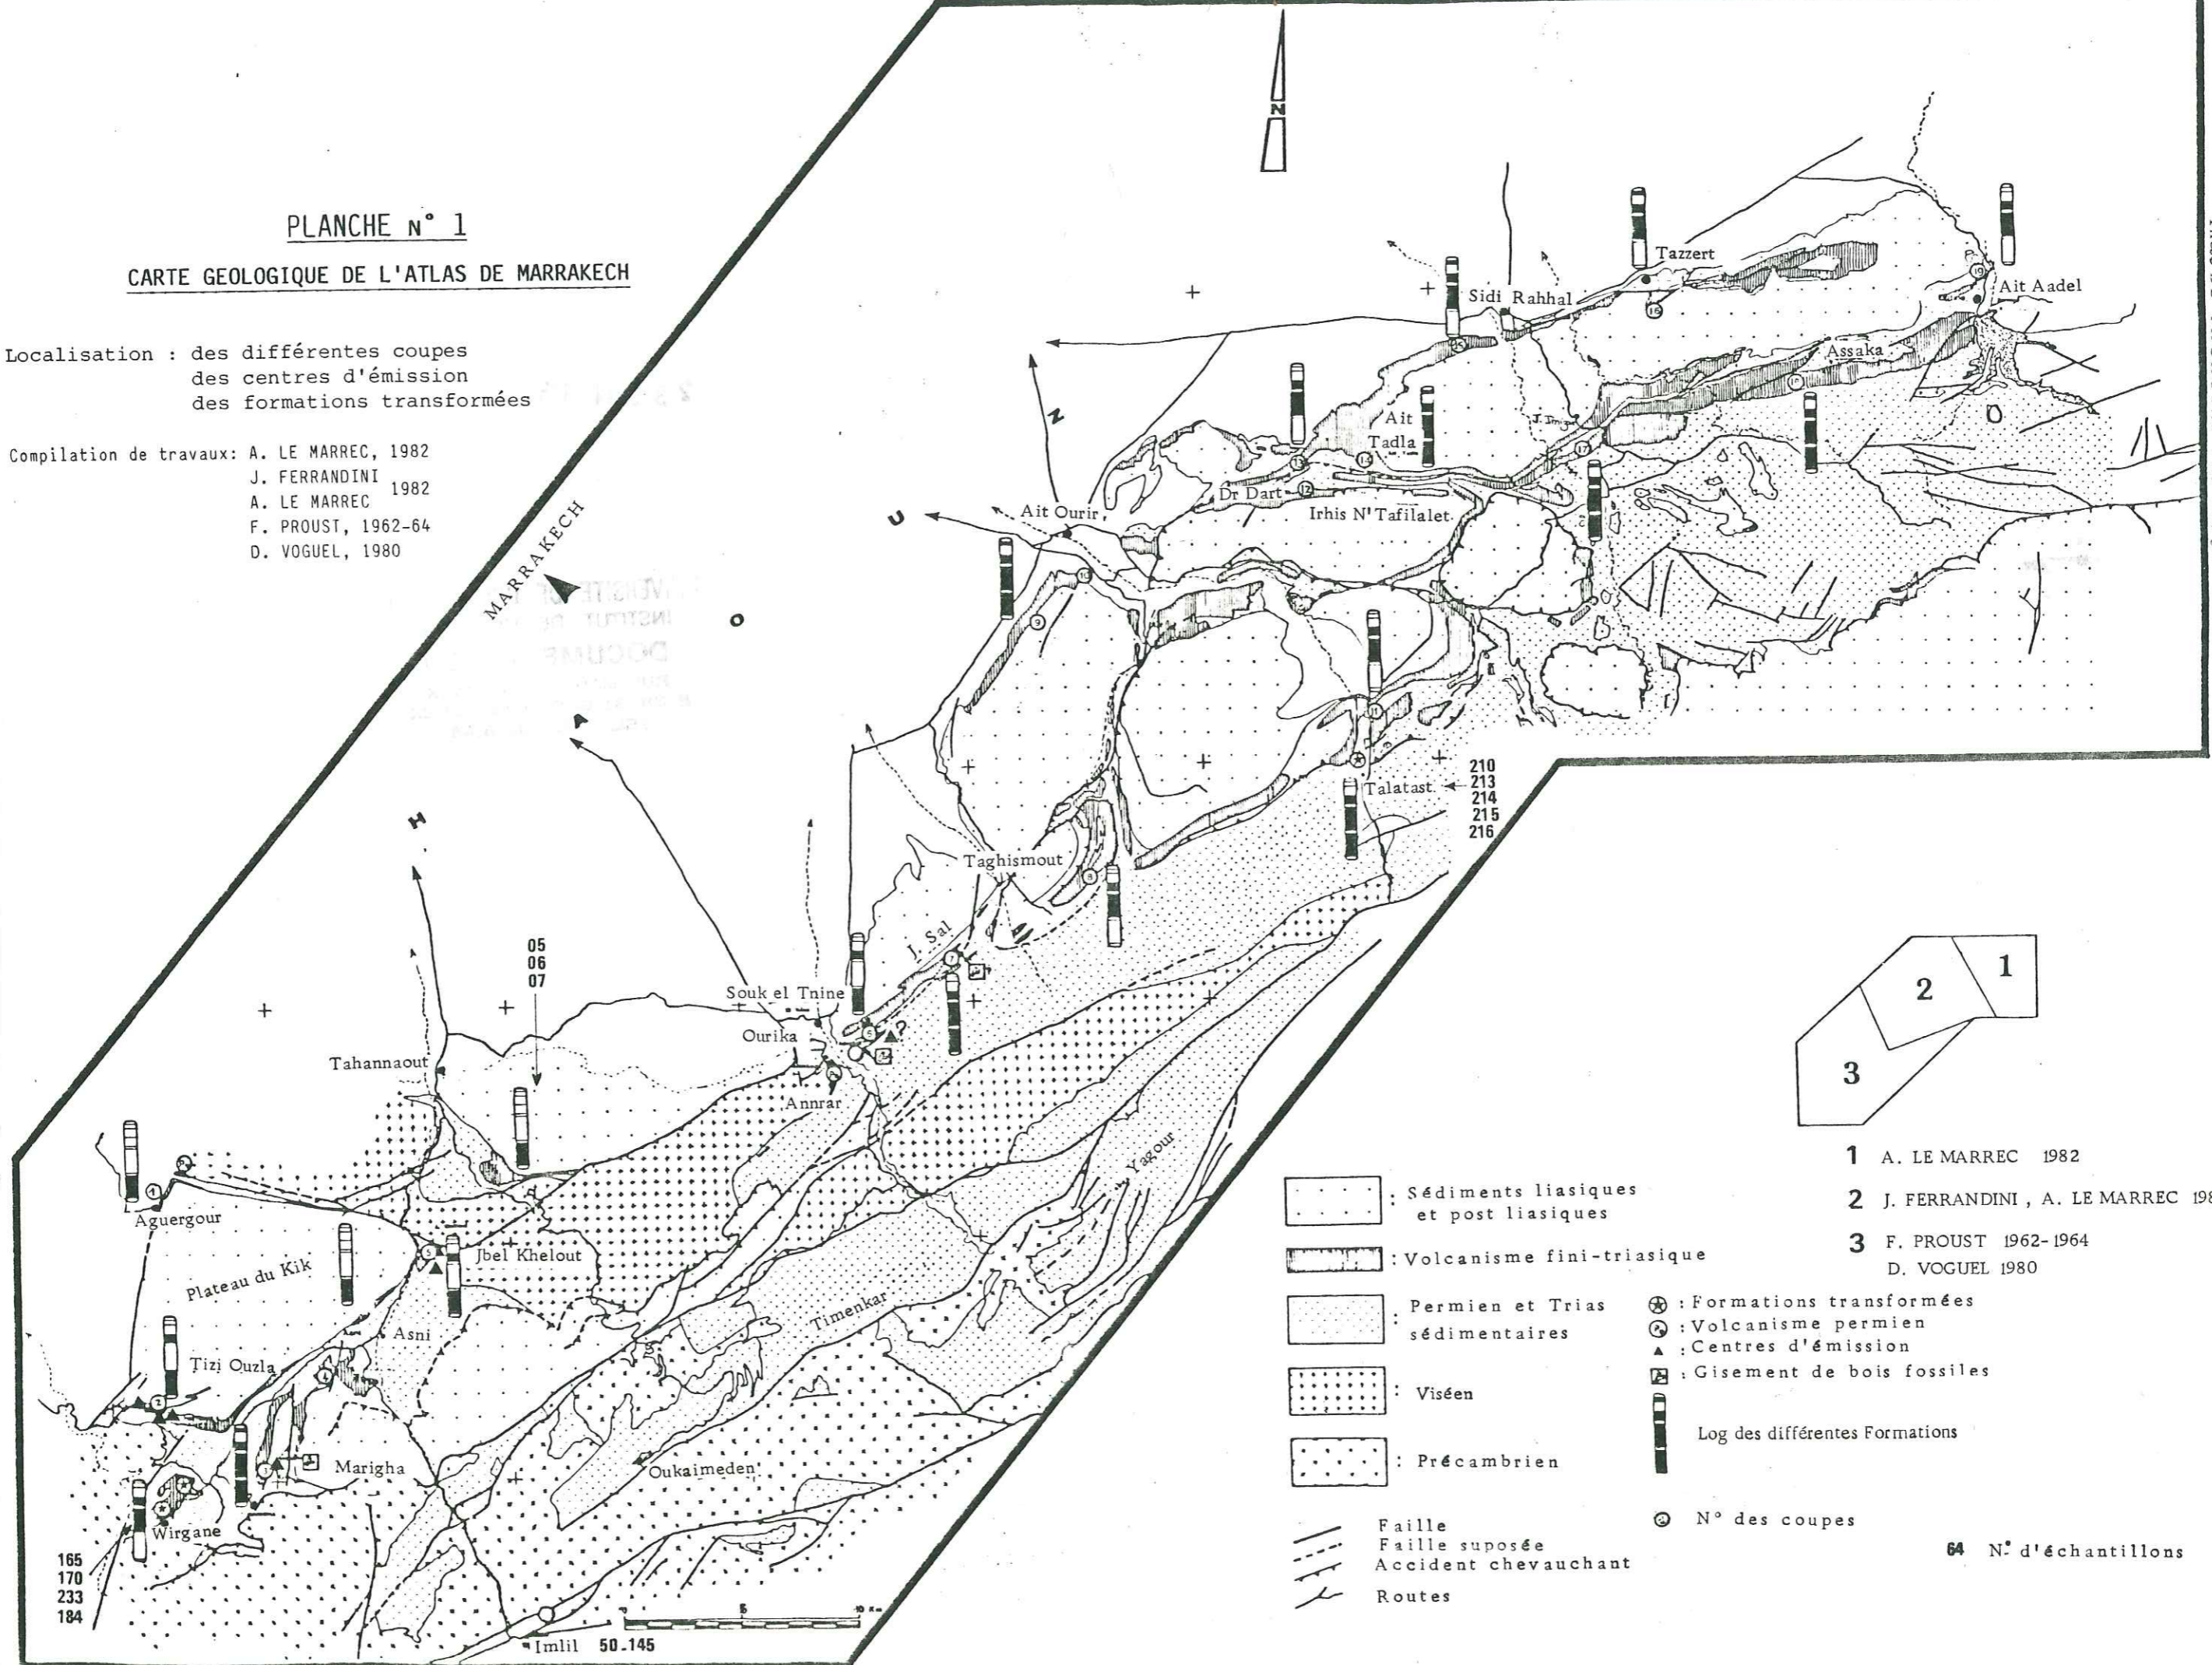 PLANCHE N° 1
CARTE GEOLOGIQUE DE L'ATLAS DE MARRAKECH
Localisation : des différentes coupes
des centres d'émission
des formations transformées
Compilation de travaux: A. LE MARREC, 1982
J. FERRANDINI
A. LE MARREC 1982
F. PROUST, 1962-64
D. VOGUEL, 1980
MARRAKECH
N
H A O U Z
Tazzert
Sidi Rahhal
Ait Aadel
Assaka
Ait
Tadla
Dr Dart
Irhis N'Tafilalet
Ait Ourir
Talatast
210
213
214
215
216
Taghismout
J. Sal
05
06
07
Souk el Tnine
Ourika
Tahannaout
Annrar
Yagour
Aguergour
Jbel Khelout
Plateau du Kik
Timenkar
Asni
Tizi Ouzla
Marigha
Oukaimeden
Wirgane
165
170
233
184
Imlil 50-145
5
10 Km
1
2
3
1 A. LE MARREC 1982
2 J. FERRANDINI , A. LE MARREC 198
3 F. PROUST 1962-1964
D. VOGUEL 1980
: Sédiments liasiques
et post liasiques
: Volcanisme fini-triasique
: Permien et Trias
sédimentaires
: Viséen
: Précambrien
: Formations transformées
: Volcanisme permien
: Centres d'émission
: Gisement de bois fossiles
Log des différentes Formations
N° des coupes
64 N° d'échantillons
Faille
Faille suposée
Accident chevauchant
Routes